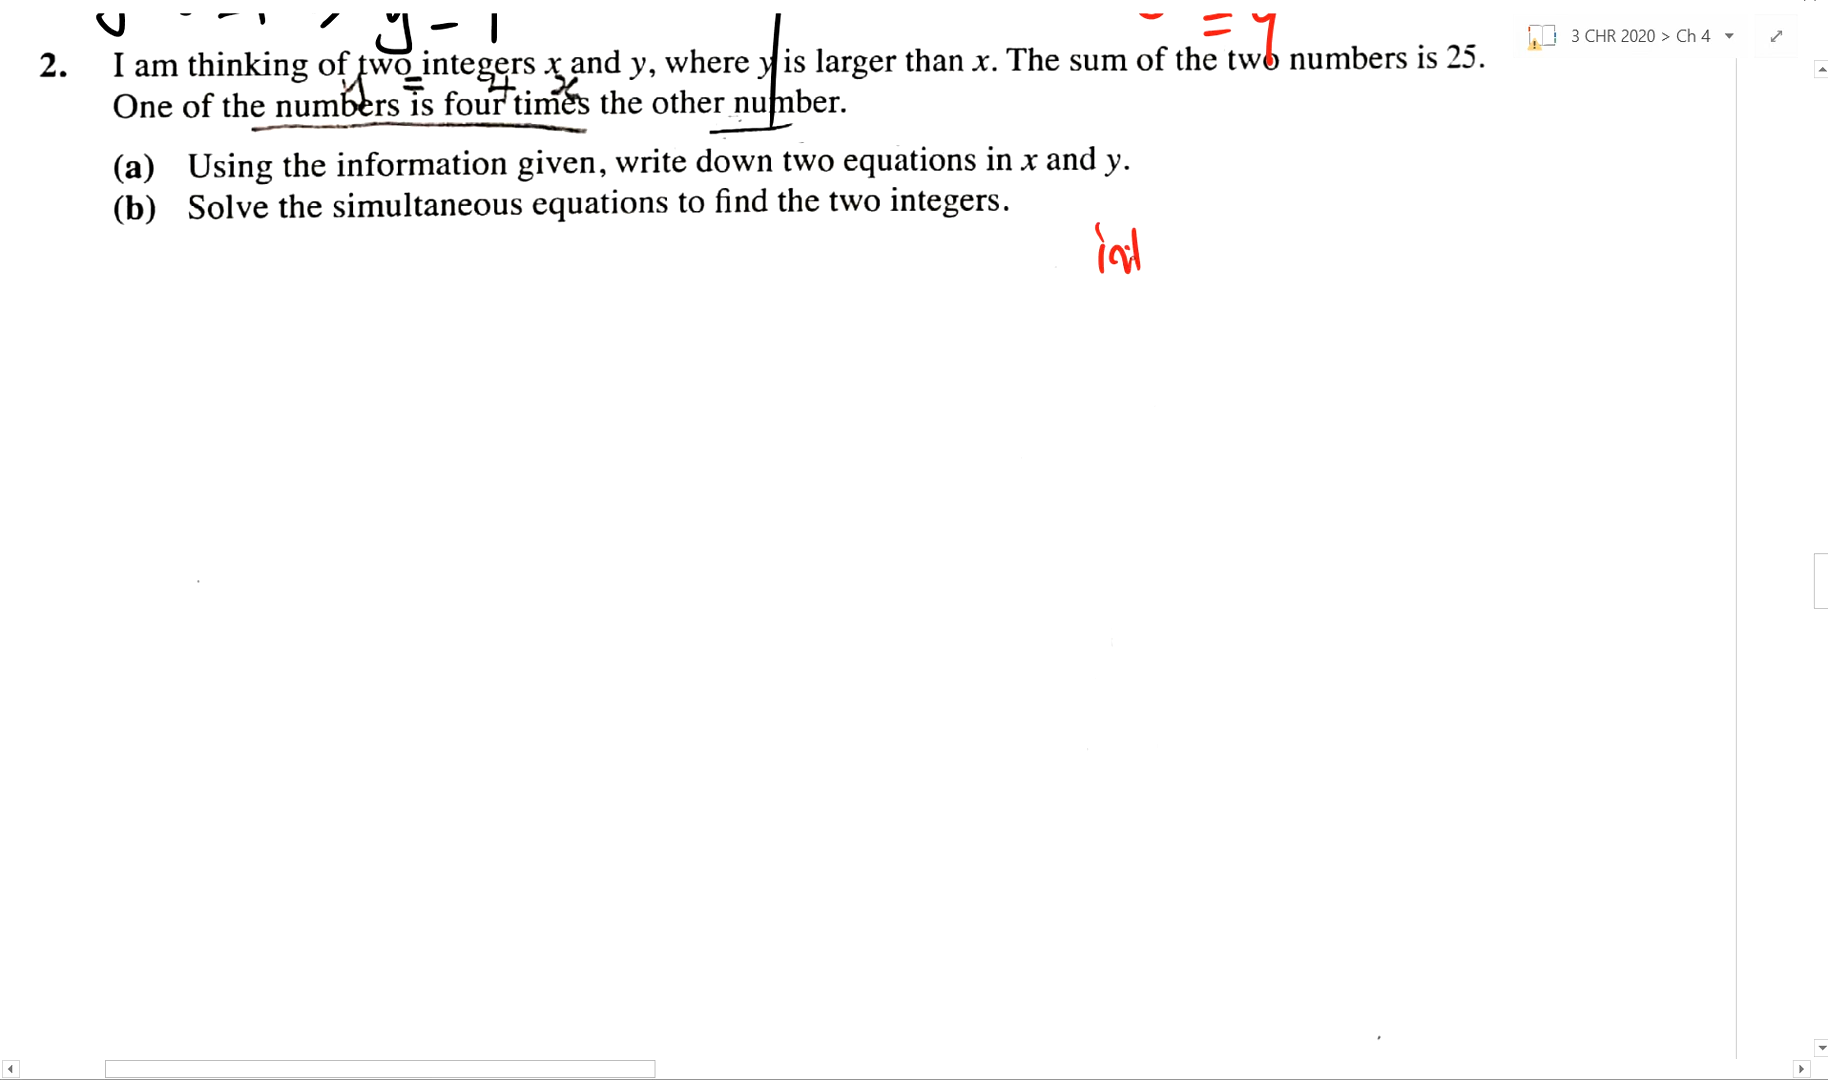 y - 1
= y
3 CHR 2020 > Ch 4
2. I am thinking of two integers x and y, where y is larger than x. The sum of the two numbers is 25.
y = 4 x
One of the numbers is four times the other number.
(a) Using the information given, write down two equations in x and y.
(b) Solve the simultaneous equations to find the two integers.